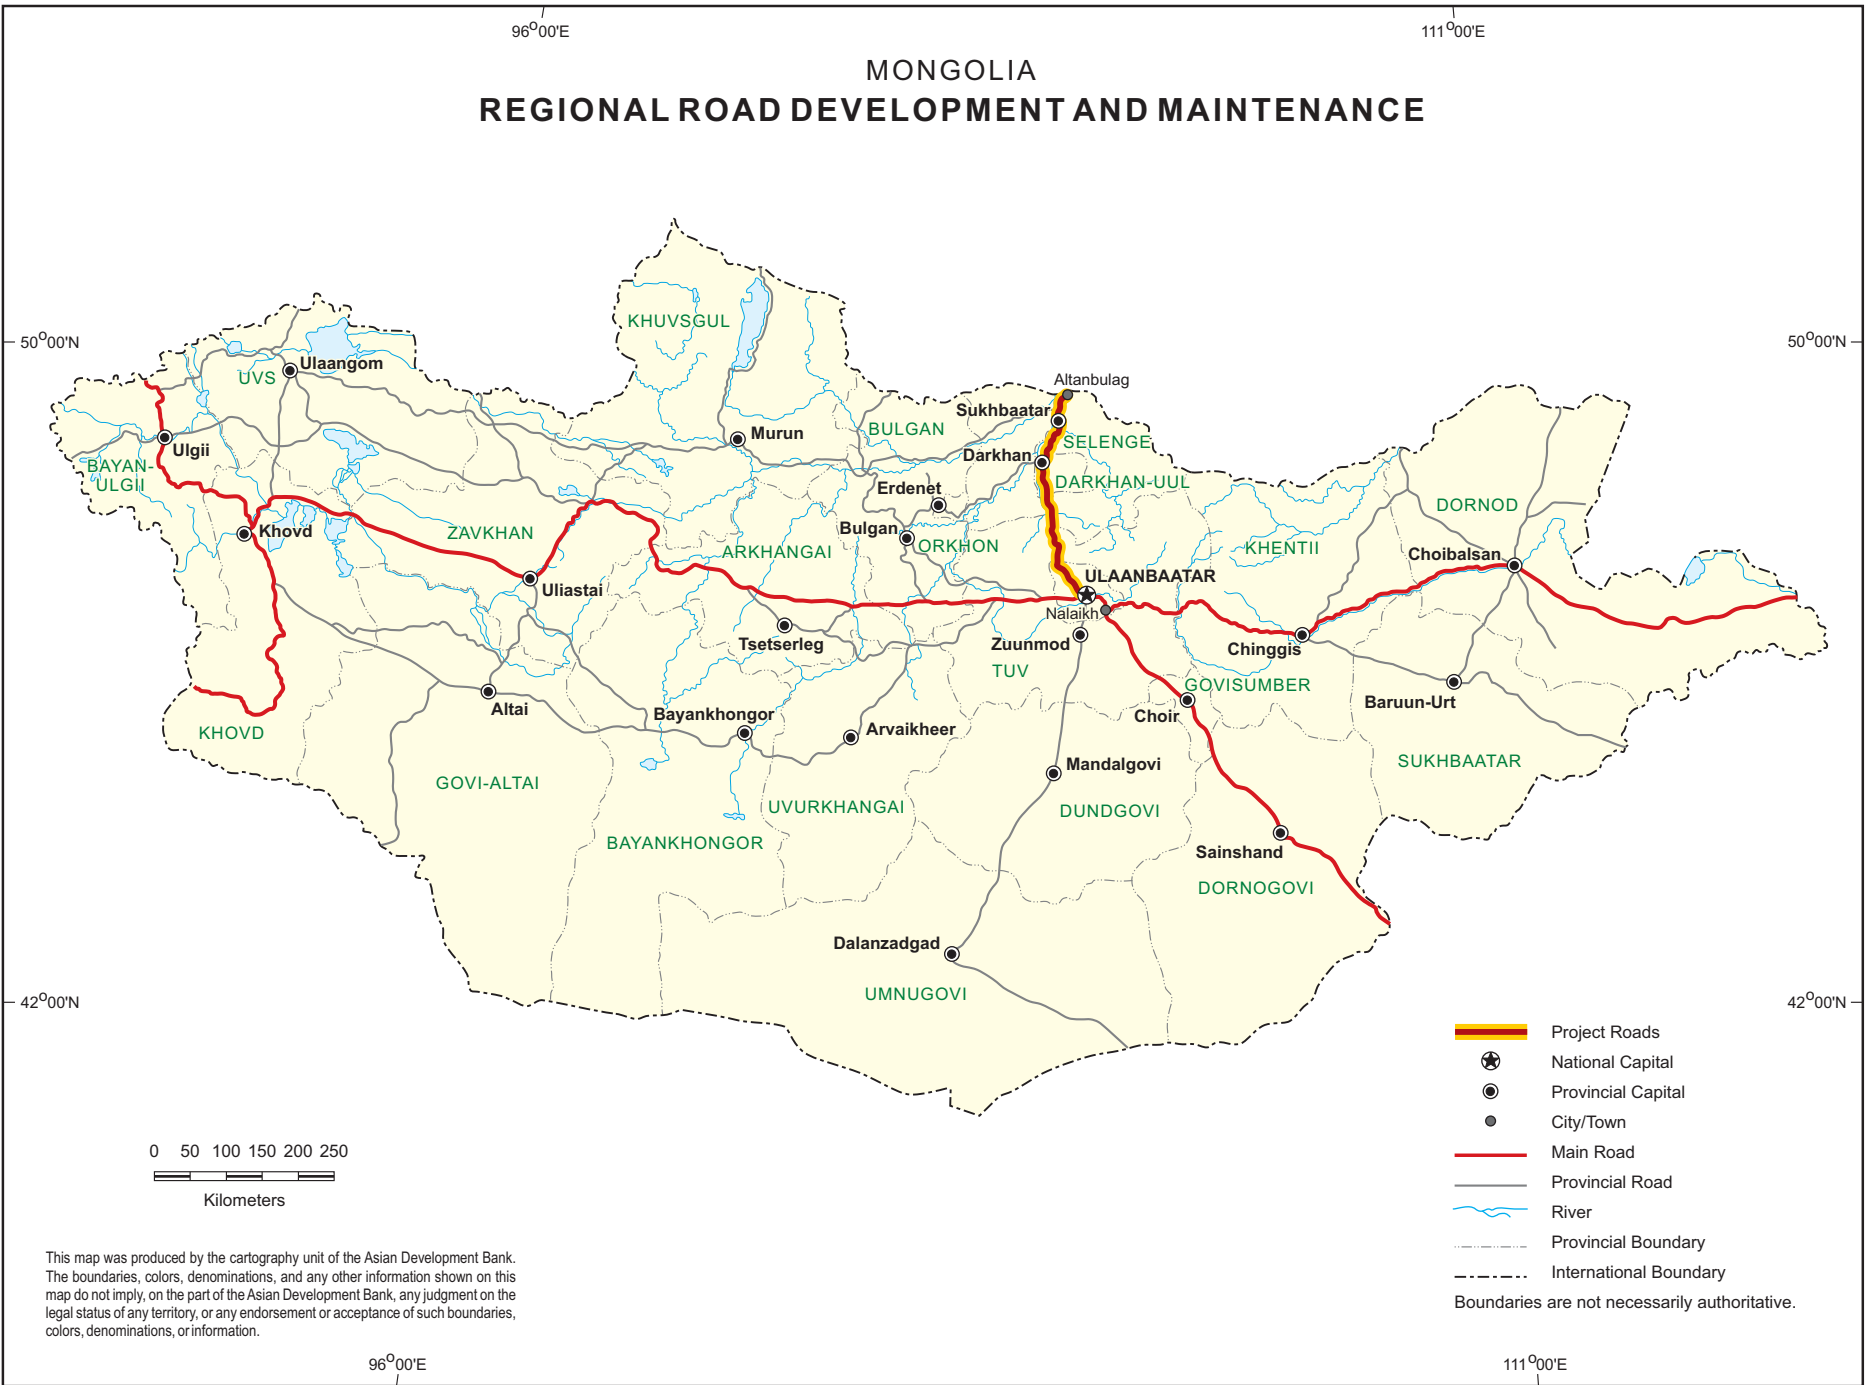 96°00'E
111°00'E
MONGOLIA
REGIONAL ROAD DEVELOPMENT AND MAINTENANCE
50°00'N
50°00'N
KHUVSGUL
Ulaangom
UVS
Altanbulag
Sukhbaatar
BULGAN
Murun
SELENGE
Ulgii
Darkhan
BAYAN-
ULGII
DARKHAN-UUL
Erdenet
DORNOD
Khovd
ZAVKHAN
Bulgan
ORKHON
ARKHANGAI
KHENTII
Choibalsan
ULAANBAATAR
Uliastai
Nalaikh
Tsetserleg
Zuunmod
Chinggis
TUV
GOVISUMBER
Altai
Bayankhongor
Choir
Baruun-Urt
KHOVD
Arvaikheer
Mandalgovi
SUKHBAATAR
GOVI-ALTAI
UVURKHANGAI
DUNDGOVI
BAYANKHONGOR
Sainshand
DORNOGOVI
Dalanzadgad
UMNUGOVI
42°00'N
42°00'N
Project Roads
National Capital
Provincial Capital
City/Town
Main Road
Provincial Road
River
Provincial Boundary
International Boundary
Boundaries are not necessarily authoritative.
0 50 100 150 200 250
Kilometers
This map was produced by the cartography unit of the Asian Development Bank.
The boundaries, colors, denominations, and any other information shown on this
map do not imply, on the part of the Asian Development Bank, any judgment on the
legal status of any territory, or any endorsement or acceptance of such boundaries,
colors, denominations, or information.
96°00'E
111°00'E